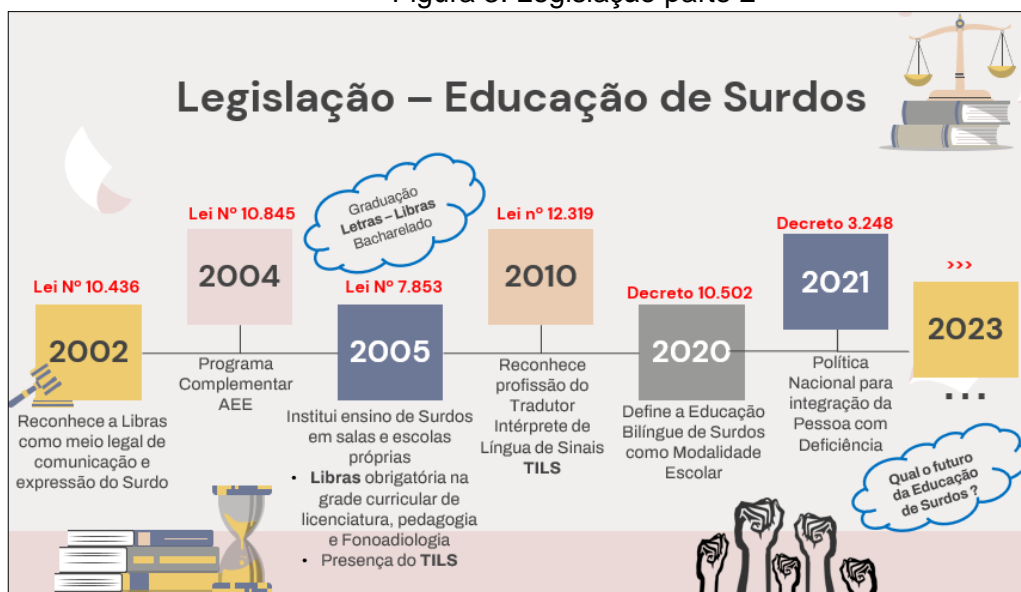 Legislação – Educação de Surdos
Lei Nº 10.436
2002
Reconhece a Libras
como meio legal de
comunicação e
expressão do Surdo
Lei Nº 10.845
2004
Programa
Complementar
AEE
Graduação
Letras – Libras
Bacharelado
Lei Nº 7.853
2005
Institui ensino de Surdos
em salas e escolas
próprias
• Libras obrigatória na
grade curricular de
licenciatura, pedagogia
e Fonoadiologia
• Presença do TILS
Lei nº 12.319
2010
Reconhece
profissão do
Tradutor
Intérprete de
Língua de Sinais
TILS
Decreto 10.502
2020
Define a Educação
Bilíngue de Surdos
como Modalidade
Escolar
Decreto 3.248
2021
Política
Nacional para
integração da
Pessoa com
Deficiência
>>>
2023
...
Qual o futuro
da Educação
de Surdos ?